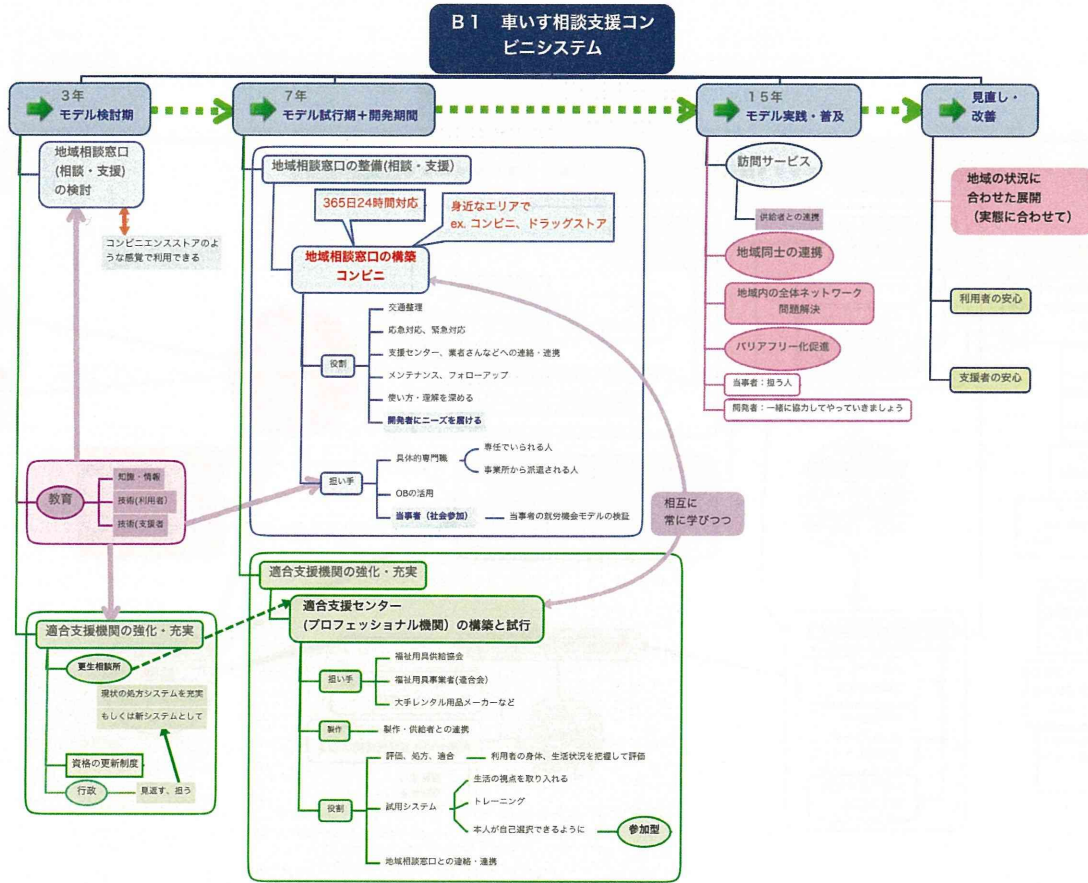 B1 車いす相談支援コン
ビニシステム
3年
モデル検討期
7年
モデル試行期＋開発期間
15年
モデル実践・普及
見直し・
改善
地域相談窓口
(相談・支援)
の検討
コンビニエンスストアのよ
うな感覚で利用できる
教育
知識・情報
技術(利用者)
技術(支援者
適合支援機関の強化・充実
更生相談所
現状の処方システムを充実
もしくは新システムとして
資格の更新制度
行政
見返す、担う
地域相談窓口の整備(相談・支援)
365日24時間対応
身近なエリアで
ex. コンビニ、ドラッグストア
地域相談窓口の構築
コンビニ
役割
交通整理
応急対応、緊急対応
支援センター、業者さんなどへの連絡・連携
メンテナンス、フォローアップ
使い方・理解を深める
開発者にニーズを届ける
担い手
具体的専門職
専任でいられる人
事業所から派遣される人
OBの活用
当事者（社会参加）
当事者の就労機会モデルの検証
相互に
常に学びつつ
適合支援機関の強化・充実
適合支援センター
(プロフェッショナル機関）の構築と試行
担い手
福祉用具供給協会
福祉用具事業者(連合会)
大手レンタル用品メーカーなど
製作
製作・供給者との連携
役割
評価、処方、適合
利用者の身体、生活状況を把握して評価
試用システム
生活の視点を取り入れる
トレーニング
本人が自己選択できるように
参加型
地域相談窓口との連絡・連携
訪問サービス
供給者との連携
地域同士の連携
地域内の全体ネットワーク
問題解決
バリアフリー化促進
当事者：担う人
開発者：一緒に協力してやっていきましょう
地域の状況に
合わせた展開
（実態に合わせて）
利用者の安心
支援者の安心